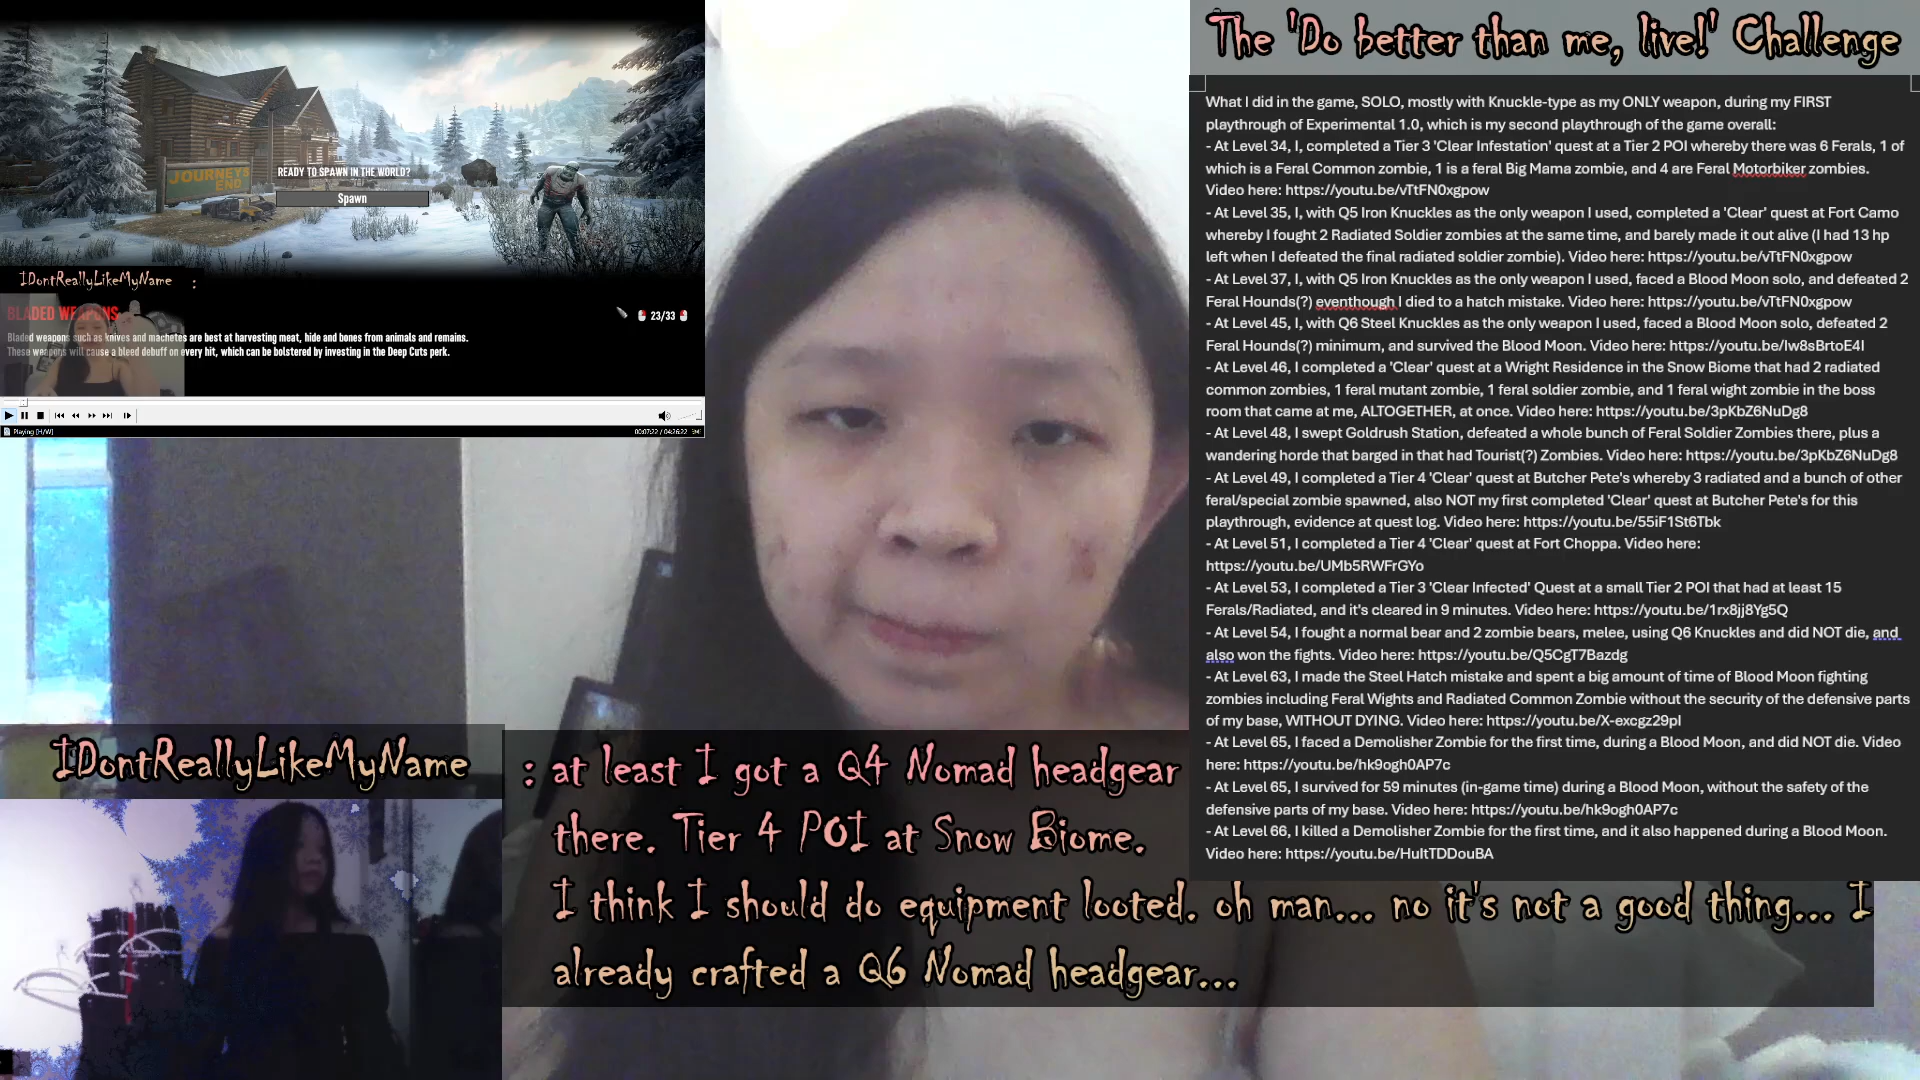 The 'Do better than me, live!' Challenge
JOURNEYS
END
READY TO SPAWN IN THE WORLD?
Spawn
IDontReallyLikeMyName :
BLADED WEAPONS
23/33
Bladed weapons such as knives and machetes are best at harvesting meat, hide and bones from animals and remains.
These weapons will cause a bleed debuff on every hit, which can be bolstered by investing in the Deep Cuts perk.
Playing [H/W]
00:07:22 / 04:26:22
What I did in the game, SOLO, mostly with Knuckle-type as my ONLY weapon, during my FIRST
playthrough of Experimental 1.0, which is my second playthrough of the game overall:
- At Level 34, I, completed a Tier 3 'Clear Infestation' quest at a Tier 2 POI whereby there was 6 Ferals, 1 of
which is a Feral Common zombie, 1 is a feral Big Mama zombie, and 4 are Feral Motorbiker zombies.
Video here: https://youtu.be/vTtFN0xgpow
- At Level 35, I, with Q5 Iron Knuckles as the only weapon I used, completed a 'Clear' quest at Fort Camo
whereby I fought 2 Radiated Soldier zombies at the same time, and barely made it out alive (I had 13 hp
left when I defeated the final radiated soldier zombie). Video here: https://youtu.be/vTtFN0xgpow
- At Level 37, I, with Q5 Iron Knuckles as the only weapon I used, faced a Blood Moon solo, and defeated 2
Feral Hounds(?) eventhough I died to a hatch mistake. Video here: https://youtu.be/vTtFN0xgpow
- At Level 45, I, with Q6 Steel Knuckles as the only weapon I used, faced a Blood Moon solo, defeated 2
Feral Hounds(?) minimum, and survived the Blood Moon. Video here: https://youtu.be/Iw8sBrtoE4I
- At Level 46, I completed a 'Clear' quest at a Wright Residence in the Snow Biome that had 2 radiated
common zombies, 1 feral mutant zombie, 1 feral soldier zombie, and 1 feral wight zombie in the boss
room that came at me, ALTOGETHER, at once. Video here: https://youtu.be/3pKbZ6NuDg8
- At Level 48, I swept Goldrush Station, defeated a whole bunch of Feral Soldier Zombies there, plus a
wandering horde that barged in that had Tourist(?) Zombies. Video here: https://youtu.be/3pKbZ6NuDg8
- At Level 49, I completed a Tier 4 'Clear' quest at Butcher Pete's whereby 3 radiated and a bunch of other
feral/special zombie spawned, also NOT my first completed 'Clear' quest at Butcher Pete's for this
playthrough, evidence at quest log. Video here: https://youtu.be/55iF1St6Tbk
- At Level 51, I completed a Tier 4 'Clear' quest at Fort Choppa. Video here:
https://youtu.be/UMb5RWFrGYo
- At Level 53, I completed a Tier 3 'Clear Infected' Quest at a small Tier 2 POI that had at least 15
Ferals/Radiated, and it's cleared in 9 minutes. Video here: https://youtu.be/1rx8jj8Yg5Q
- At Level 54, I fought a normal bear and 2 zombie bears, melee, using Q6 Knuckles and did NOT die, and
also won the fights. Video here: https://youtu.be/Q5CgT7Bazdg
- At Level 63, I made the Steel Hatch mistake and spent a big amount of time of Blood Moon fighting
zombies including Feral Wights and Radiated Common Zombie without the security of the defensive parts
of my base, WITHOUT DYING. Video here: https://youtu.be/X-excgz29pI
- At Level 65, I faced a Demolisher Zombie for the first time, during a Blood Moon, and did NOT die. Video
here: https://youtu.be/hk9ogh0AP7c
- At Level 65, I survived for 59 minutes (in-game time) during a Blood Moon, without the safety of the
defensive parts of my base. Video here: https://youtu.be/hk9ogh0AP7c
- At Level 66, I killed a Demolisher Zombie for the first time, and it also happened during a Blood Moon.
Video here: https://youtu.be/HuItTDDouBA
IDontReallyLikeMyName
: at least I got a Q4 Nomad headgear
there. Tier 4 POI at Snow Biome.
I think I should do equipment looted. oh man... no it's not a good thing... I
already crafted a Q6 Nomad headgear...